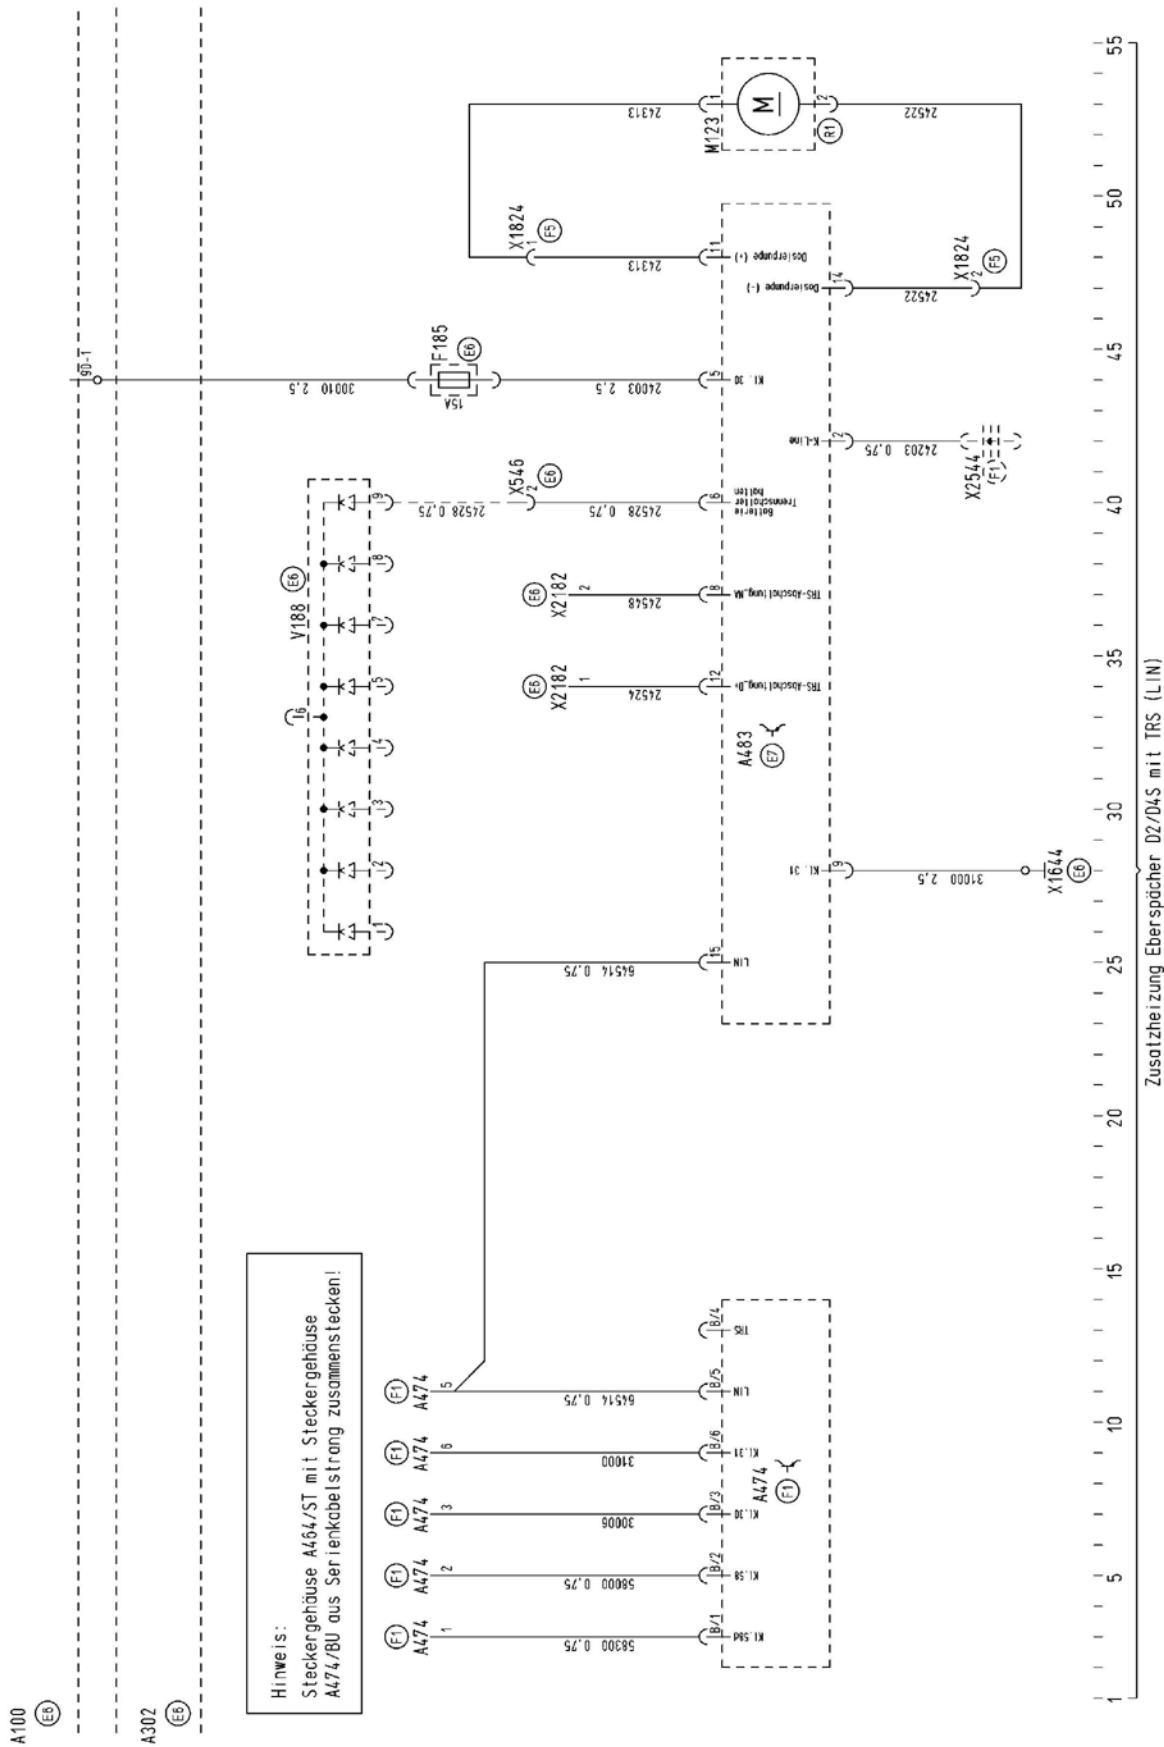 A100
E6
A302
E6
90-1
Hinweis:
Steckergehäuse A464/ST mit Steckergehäuse
A474/BU aus Serienkabelstrang zusammenstecken!
V188
E6
1
2
3
4
6
5
7
8
9
30010 2,5
F185
E6
15A
24003 2,5
24528 0,75
X546
E6
2
24528 0,75
E6
X2182
2
24548
E6
X2182
1
24524
X1824
F5
1
24313
24313
M123
1
M
2
R1
24522
F1
A474
1
58300 0,75
B/1
Kl.58d
F1
A474
2
58000 0,75
B/2
Kl.58
F1
A474
3
30006
B/3
Kl.30
F1
A474
6
31000
B/6
Kl.31
F1
A474
5
64514 0,75
B/5
LIN
B/4
TRS
A474
F1
64514 0,75
15
LIN
A483
E7
12
TRS-Abschaltung_D+
8
TRS-Abschaltung_NA
6
Batterie
Trennschalter
halten
5
Kl. 30
11
Dosierpumpe (+)
14
Dosierpumpe (-)
2
K-Line
9
Kl. 31
31000 2,5
X1644
E6
24203 0,75
X2544
F1
24522
X1824
2
F5
1
5
10
15
20
25
30
35
40
45
50
55
Zusatzheizung Eberspächer D2/D4S mit TRS (LIN)